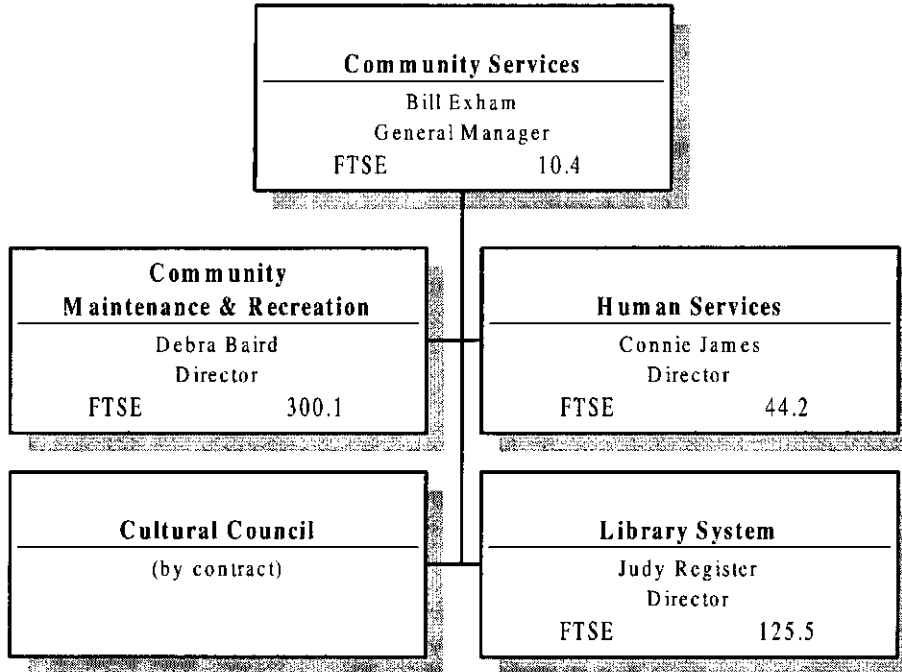 Community Services
Bill Exham
General Manager
FTSE 10.4
Community
Maintenance & Recreation
Debra Baird
Director
FTSE 300.1
Human Services
Connie James
Director
FTSE 44.2
Cultural Council
(by contract)
Library System
Judy Register
Director
FTSE 125.5